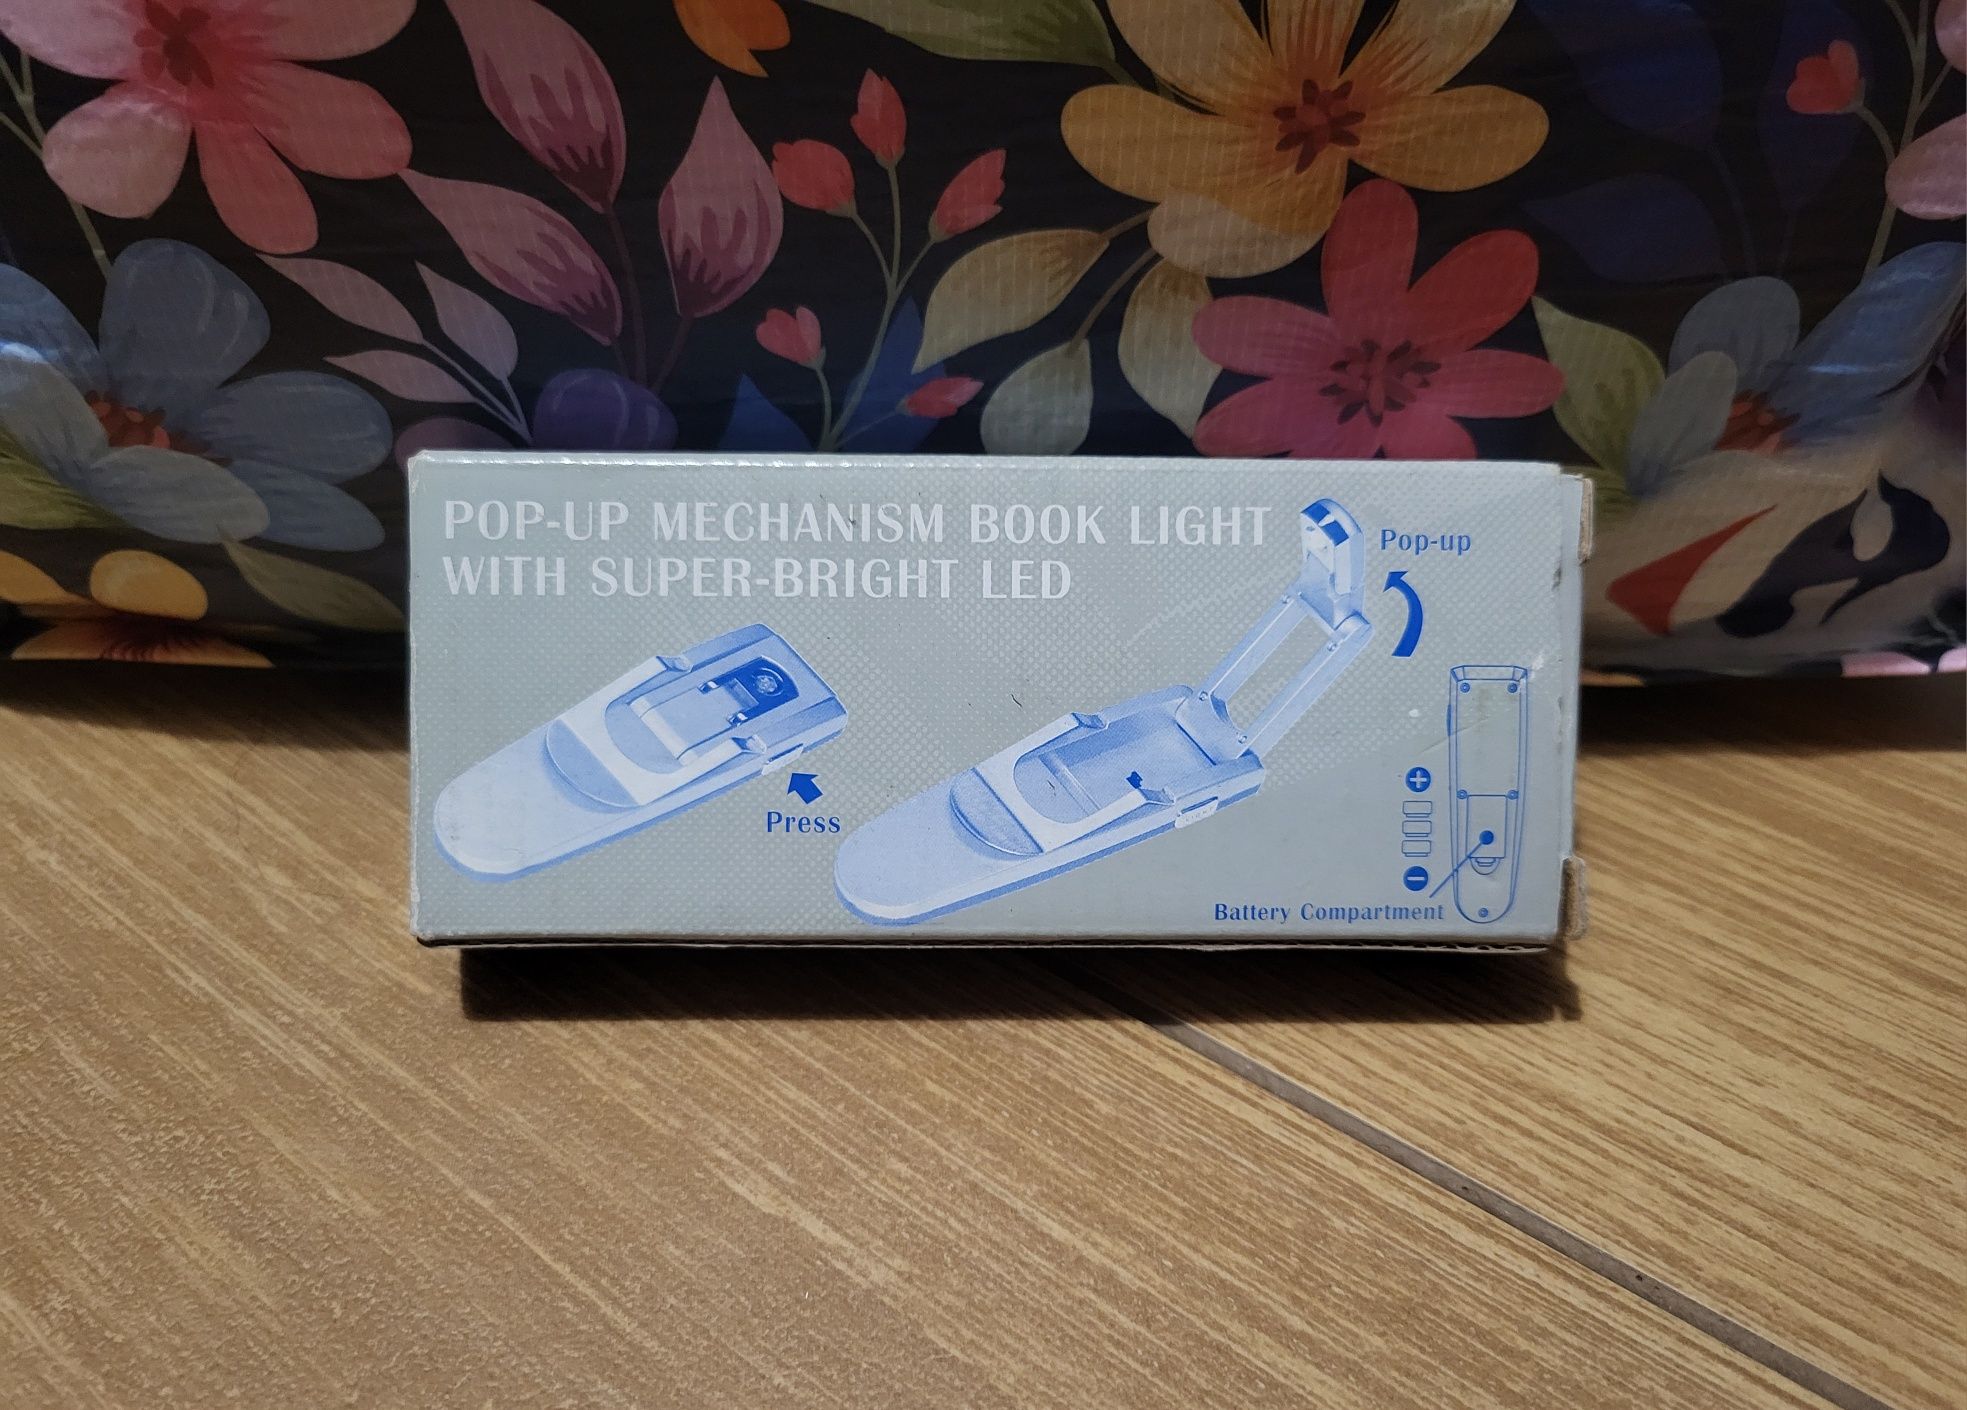 POP-UP MECHANISM BOOK LIGHT
WITH SUPER-BRIGHT LED
Pop-up
Press
+
−
Battery Compartment